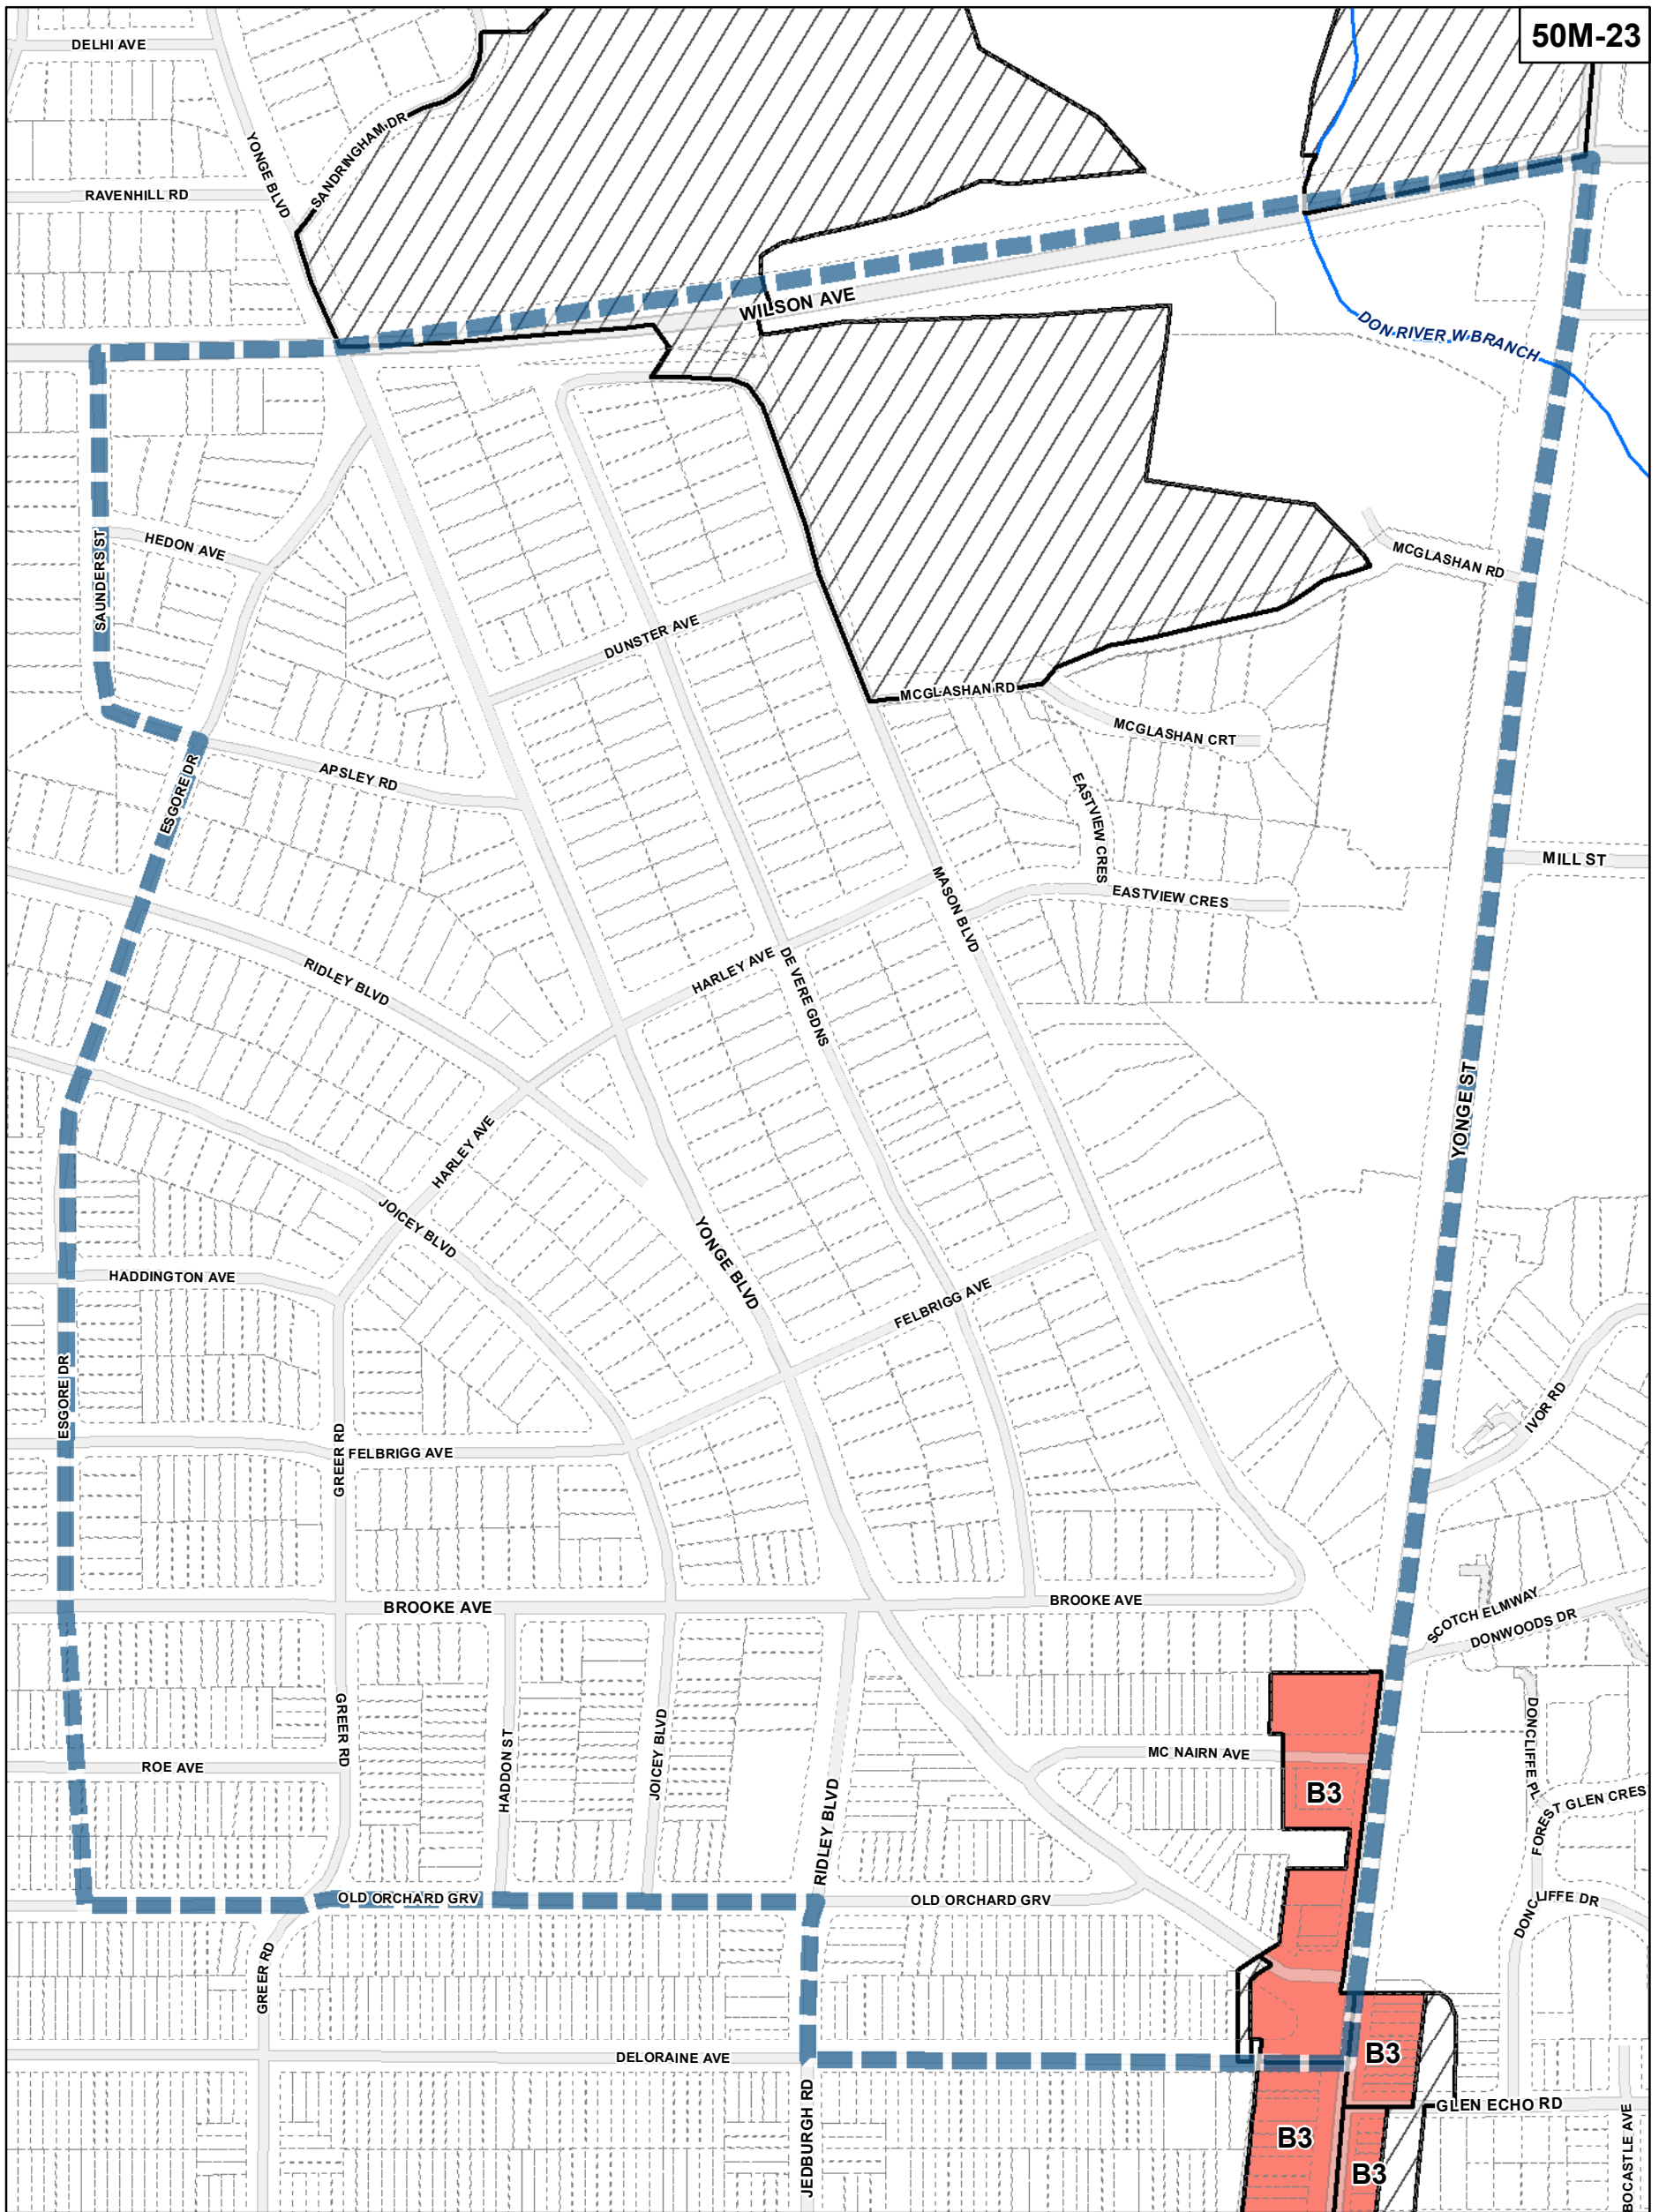 50M-23
DELHI AVE
YONGE BLVD
SANDRINGHAM DR
RAVENHILL RD
WILSON AVE
DON RIVER W BRANCH
HEDON AVE
SAUNDERS ST
MCGLASHAN RD
DUNSTER AVE
MCGLASHAN RD
MCGLASHAN CRT
APSLEY RD
ESGORE DR
EASTVIEW CRES
MILL ST
MASON BLVD
EASTVIEW CRES
RIDLEY BLVD
HARLEY AVE
DE VERE GDNS
YONGE ST
HARLEY AVE
JOICEY BLVD
YONGE BLVD
HADDINGTON AVE
FELBRIGG AVE
ESGORE DR
IVOR RD
GREER RD
FELBRIGG AVE
BROOKE AVE
BROOKE AVE
SCOTCH ELMWAY
DONWOODS DR
GREER RD
HADDON ST
JOICEY BLVD
MC NAIRN AVE
DONCLIFFE PL
ROE AVE
B3
RIDLEY BLVD
FOREST GLEN CRES
OLD ORCHARD GRV
OLD ORCHARD GRV
DONCLIFFE DR
GREER RD
DELORAINE AVE
B3
JEDBURGH RD
GLEN ECHO RD
B3
B3
BOCASTLE AVE